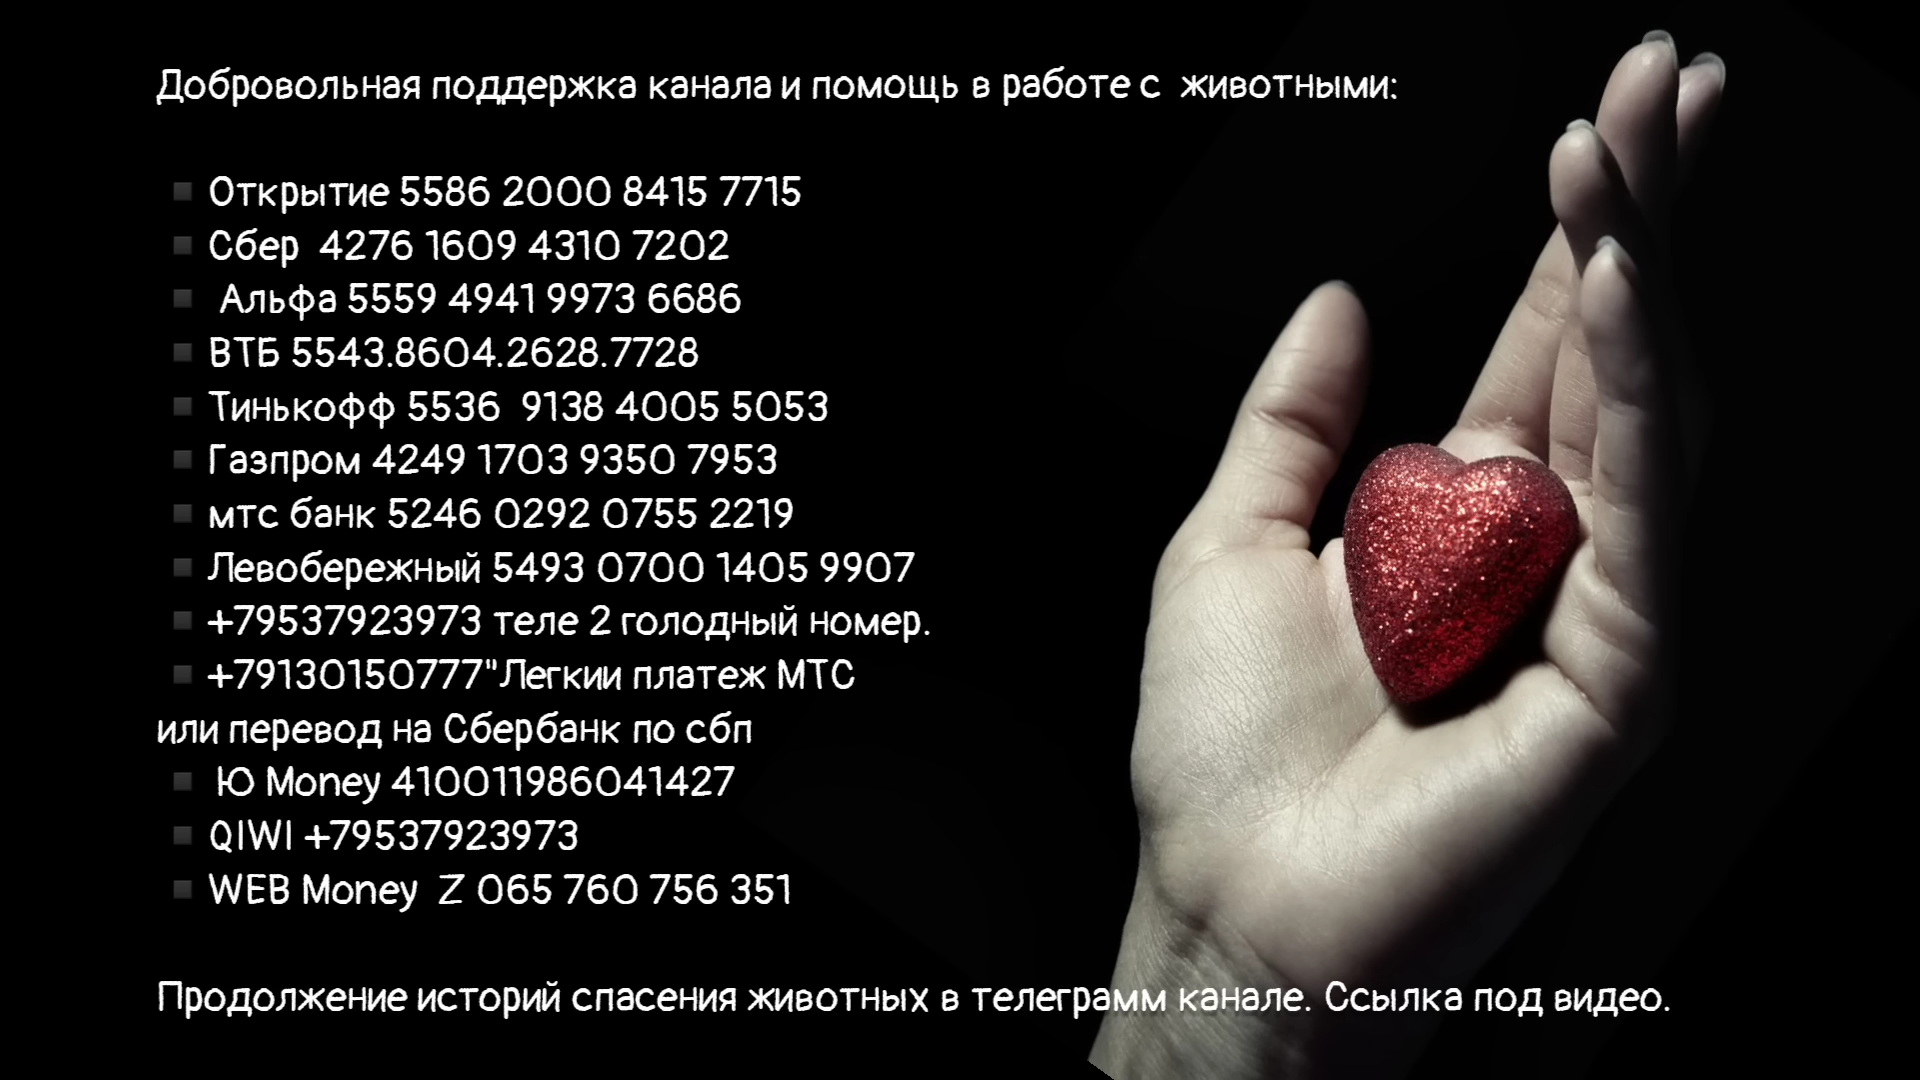 Добровольная поддержка канала и помощь в работе с животными:
Открытие 5586 2000 8415 7715
Сбер 4276 1609 4310 7202
Альфа 5559 4941 9973 6686
ВТБ 5543.8604.2628.7728
Тинькофф 5536 9138 4005 5053
Газпром 4249 1703 9350 7953
мтс банк 5246 0292 0755 2219
Левобережный 5493 0700 1405 9907
+79537923973 теле 2 голодный номер.
+79130150777"Легкии платеж МТС
или перевод на Сбербанк по сбп
Ю Money 410011986041427
QIWI +79537923973
WEB Money Z 065 760 756 351
Продолжение историй спасения животных в телеграмм канале. Ссылка под видео.